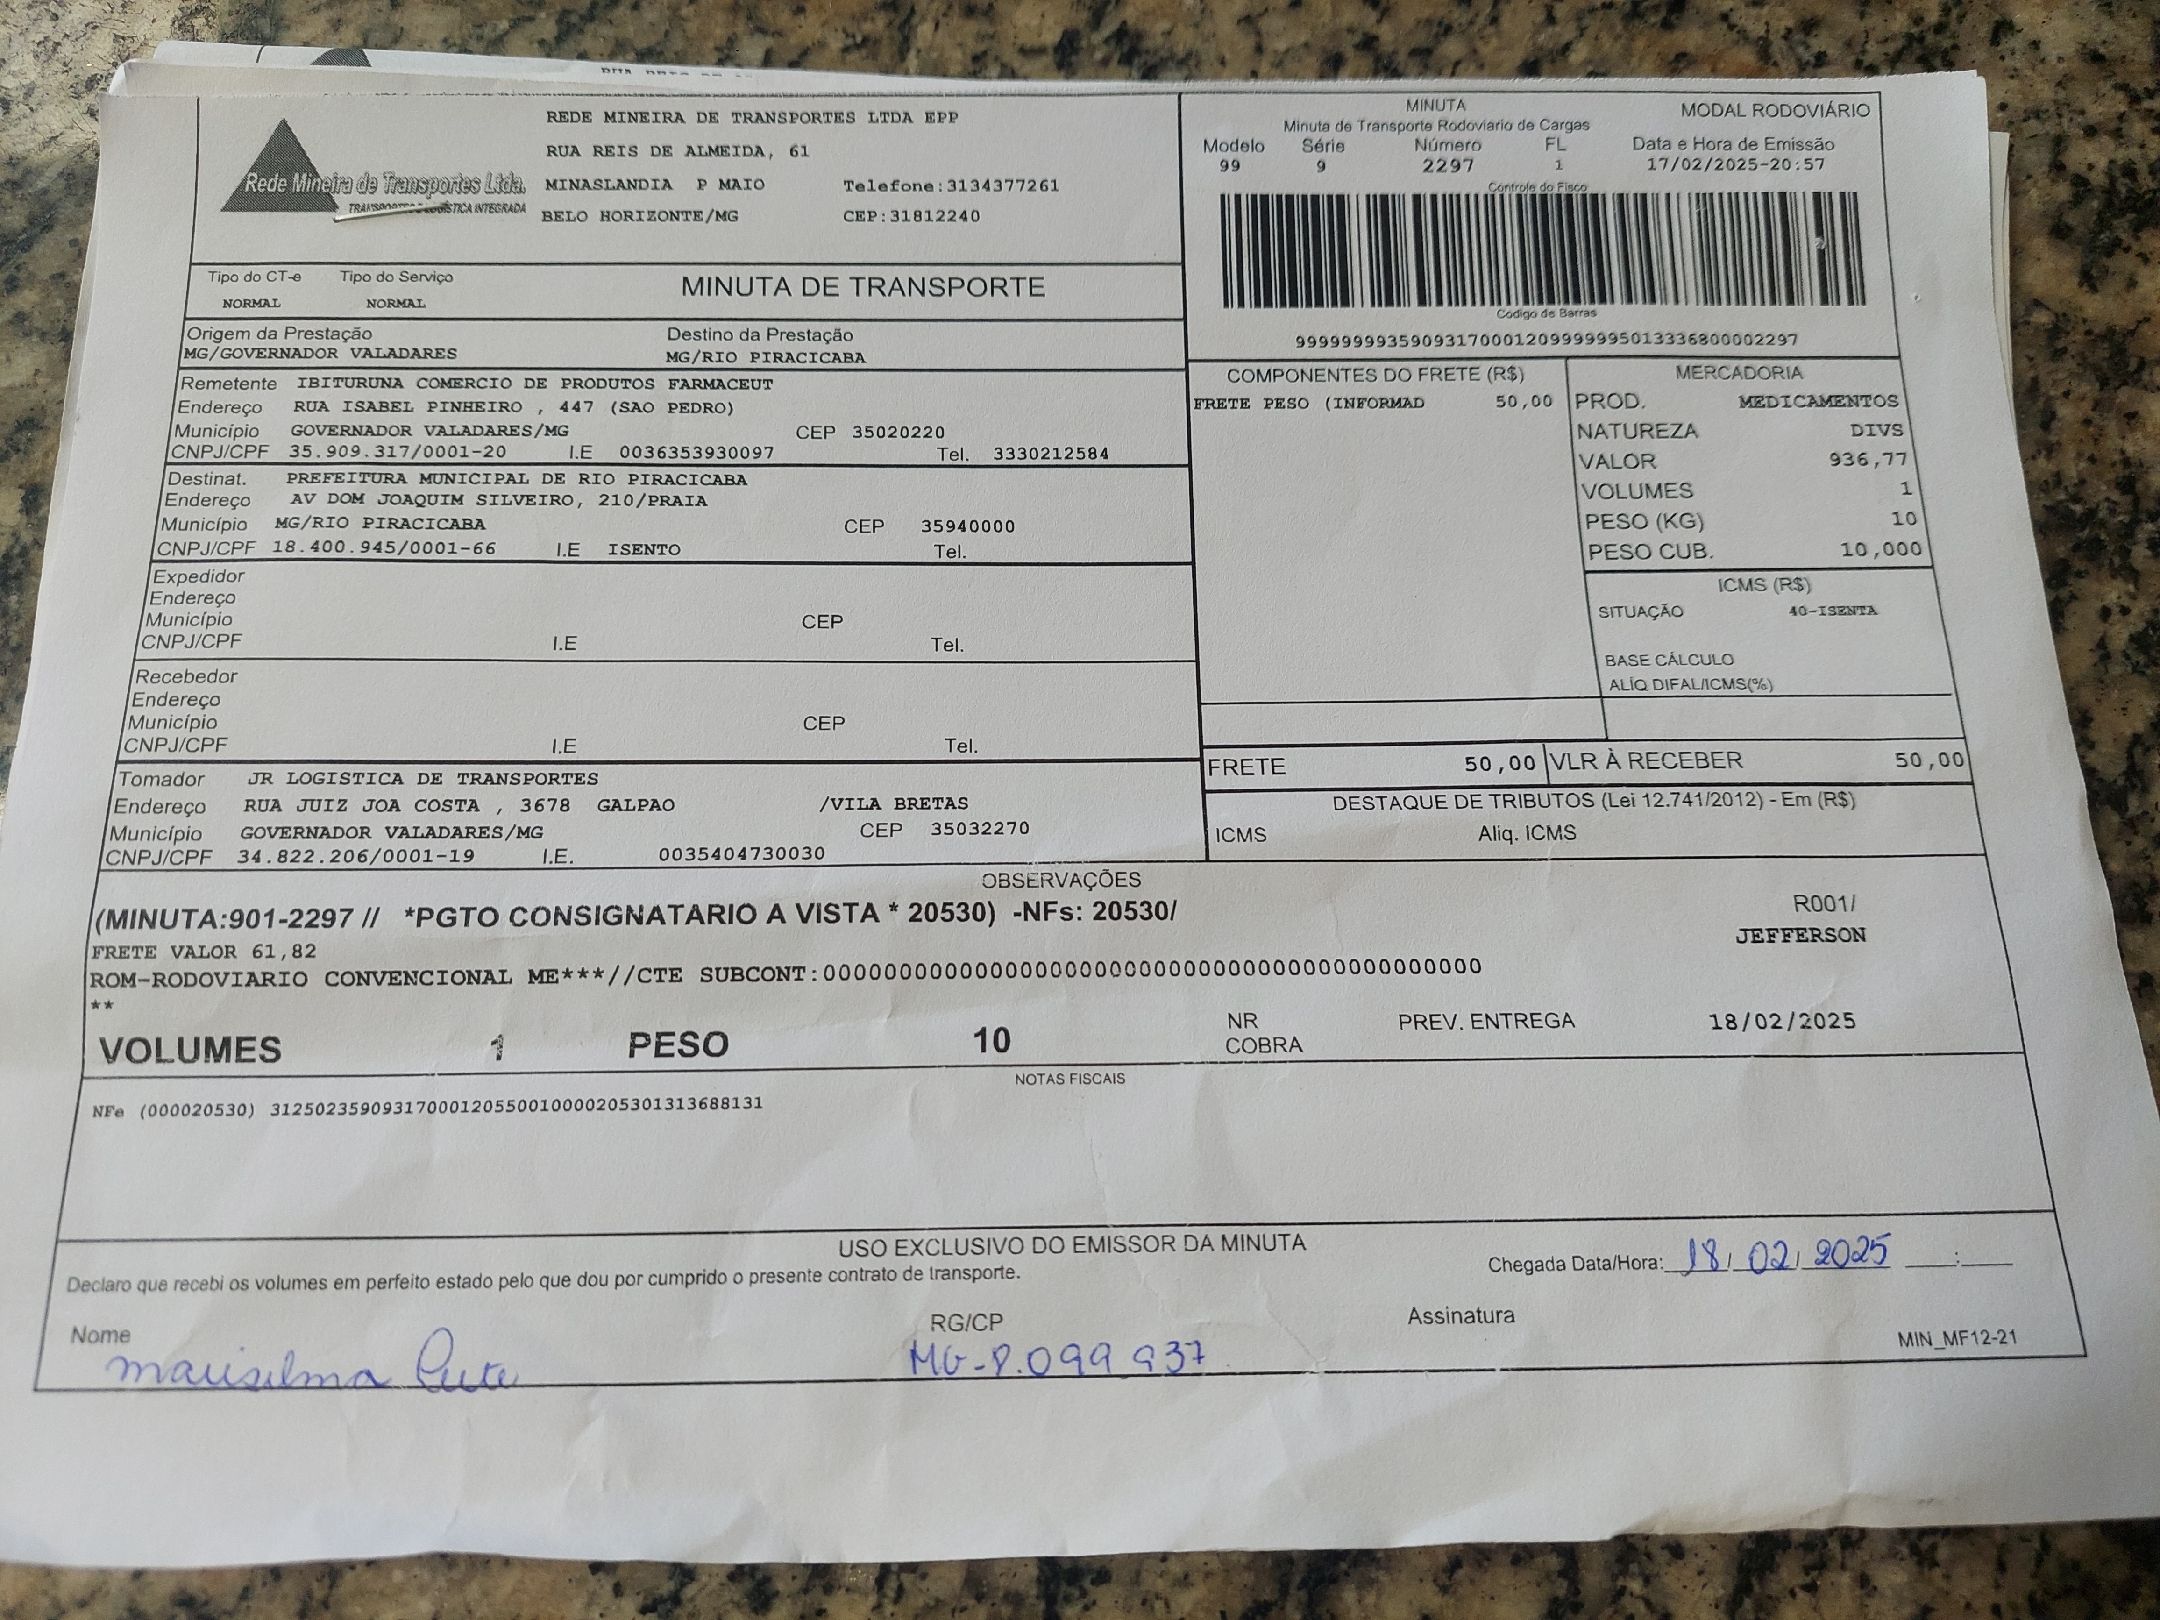 REDE MINEIRA DE TRANSPORTES LTDA EPP
RUA REIS DE ALMEIDA, 61
MINASLANDIA P MAIO Telefone:3134377261
BELO HORIZONTE/MG CEP:31812240
Rede Mineira de Transportes Ltda.
TRANSPORTES E LOGÍSTICA INTEGRADA
MINUTA MODAL RODOVIÁRIO
Minuta de Transporte Rodoviario de Cargas
Modelo Série Número FL Data e Hora de Emissão
99 9 2297 1 17/02/2025-20:57
Controle do Fisco
Codigo de Barras
Tipo do CT-e Tipo do Serviço MINUTA DE TRANSPORTE
NORMAL NORMAL
Origem da Prestação Destino da Prestação
MG/GOVERNADOR VALADARES MG/RIO PIRACICABA
Remetente IBITURUNA COMERCIO DE PRODUTOS FARMACEUT
Endereço RUA ISABEL PINHEIRO , 447 (SAO PEDRO)
Município GOVERNADOR VALADARES/MG CEP 35020220
CNPJ/CPF 35.909.317/0001-20 I.E 0036353930097 Tel. 3330212584
Destinat. PREFEITURA MUNICIPAL DE RIO PIRACICABA
Endereço AV DOM JOAQUIM SILVEIRO, 210/PRAIA
Município MG/RIO PIRACICABA CEP 35940000
CNPJ/CPF 18.400.945/0001-66 I.E ISENTO Tel.
Expedidor
Endereço
Município CEP
CNPJ/CPF I.E Tel.
Recebedor
Endereço
Município CEP
CNPJ/CPF I.E Tel.
Tomador JR LOGISTICA DE TRANSPORTES
Endereço RUA JUIZ JOA COSTA , 3678 GALPAO /VILA BRETAS
Município GOVERNADOR VALADARES/MG CEP 35032270
CNPJ/CPF 34.822.206/0001-19 I.E. 0035404730030
COMPONENTES DO FRETE (R$)
FRETE PESO (INFORMAD 50,00
MERCADORIA
PROD. MEDICAMENTOS
NATUREZA DIVS
VALOR 936,77
VOLUMES 1
PESO (KG) 10
PESO CUB. 10,000
ICMS (R$)
SITUAÇÃO 40-ISENTA
BASE CÁLCULO
ALÍQ DIFAL/ICMS(%)
FRETE 50,00 VLR À RECEBER 50,00
DESTAQUE DE TRIBUTOS (Lei 12.741/2012) - Em (R$)
ICMS Aliq. ICMS
OBSERVAÇÕES
(MINUTA:901-2297 // *PGTO CONSIGNATARIO A VISTA * 20530) -NFs: 20530/ R001/
FRETE VALOR 61,82 JEFFERSON
ROM-RODOVIARIO CONVENCIONAL ME***//CTE SUBCONT:00000000000000000000000000000000000000000000
**
VOLUMES 1 PESO 10 NR COBRA PREV. ENTREGA 18/02/2025
NOTAS FISCAIS
NFe (000020530) 31250235909317000120550010000205301313688131
USO EXCLUSIVO DO EMISSOR DA MINUTA
Declaro que recebi os volumes em perfeito estado pelo que dou por cumprido o presente contrato de transporte. Chegada Data/Hora: 18/02/2025 __:__
Nome RG/CP Assinatura
MG-8.099 937
MIN_MF12-21